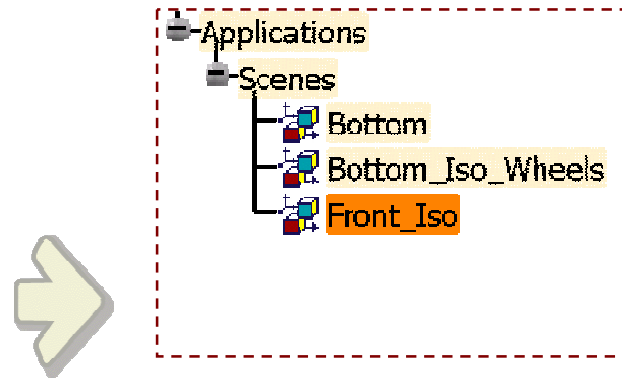 Applications
Scenes
Bottom
Bottom_Iso_Wheels
Front_Iso